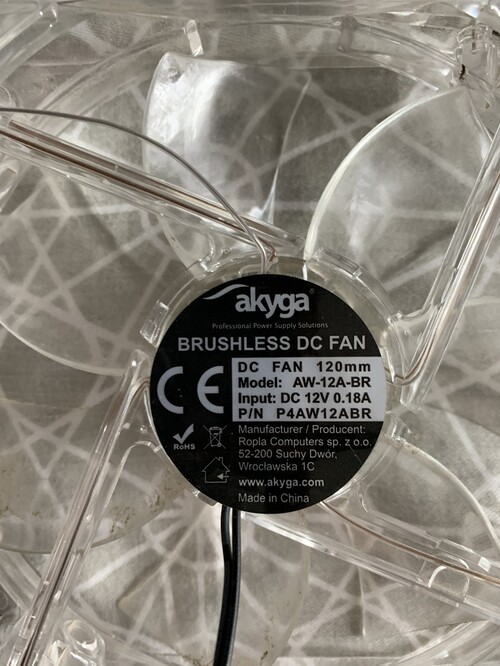 akyga®
Professional Power Supply Solutions
BRUSHLESS DC FAN
CE
DC FAN 120mm
Model: AW-12A-BR
Input: DC 12V 0.18A
P/N P4AW12ABR
RoHS
Manufacturer / Producent:
Ropla Computers sp. z o.o.
52-200 Suchy Dwór,
Wrocławska 1C
www.akyga.com
Made in China